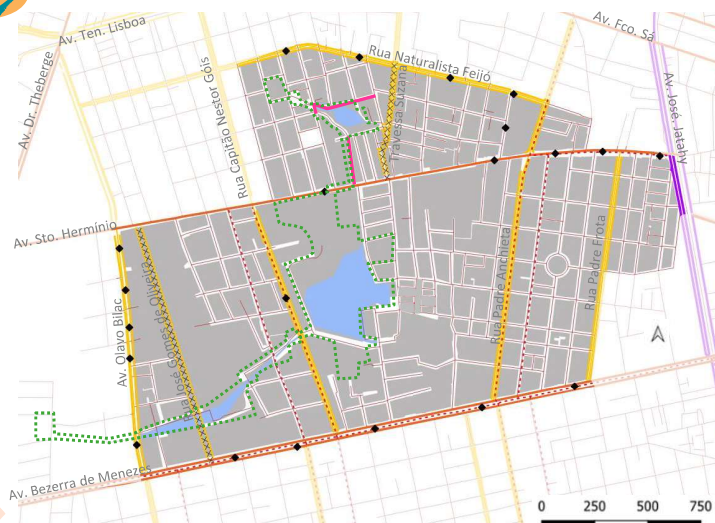 Av. Ten. Lisboa
Av. Fco. Sá
Av. Dr. Theberge
Rua Capitão Nestor Góis
Rua Naturalista Feijó
Travessa Suzana
Av. José. Jatahy
Av. Sto. Hermínio
Av. Olavo Bilac
Rua José Gomes de Oliveira
Rua Padre Anchieta
Rua Padre Frota
Av. Bezerra de Menezes
0 250 500 750